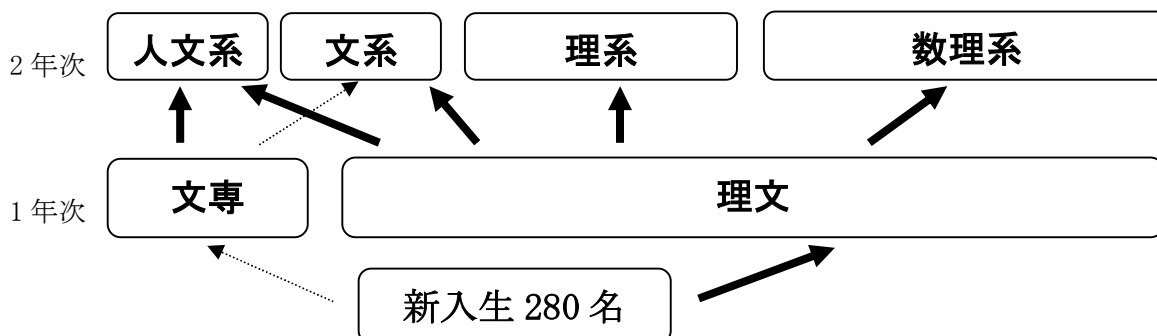 2年次 人文系 文系 理系 数理系
1年次 文専 理文
新入生280名